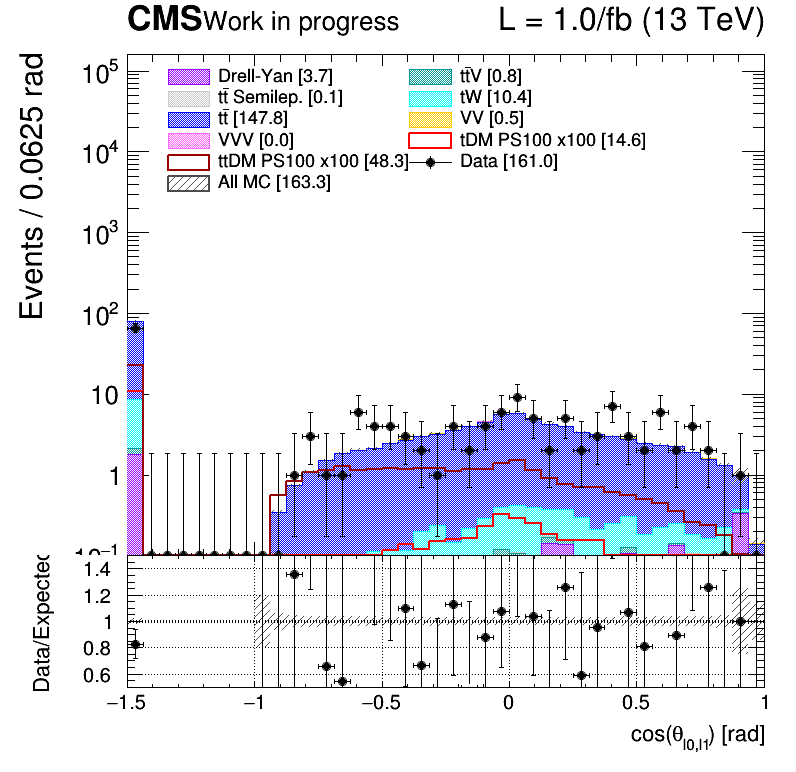 CMS Work in progress L = 1.0/fb (13 TeV)
Events / 0.0625 rad
10⁵
10⁴
10³
10²
10
1
10⁻¹
Drell-Yan [3.7]
tt̄ Semilep. [0.1]
tt̄ [147.8]
VVV [0.0]
ttDM PS100 x100 [48.3]
All MC [163.3]
tt̄V [0.8]
tW [10.4]
VV [0.5]
tDM PS100 x100 [14.6]
Data [161.0]
Data/Expected
1.4
1.2
1
0.8
0.6
−1.5 −1 −0.5 0 0.5 1
cos(θ_l0,l1) [rad]